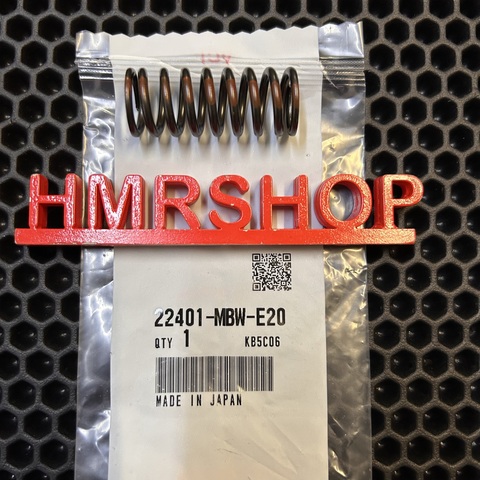 HMRSHOP
22401-MBW-E20
QTY 1 KB5C06
MADE IN JAPAN